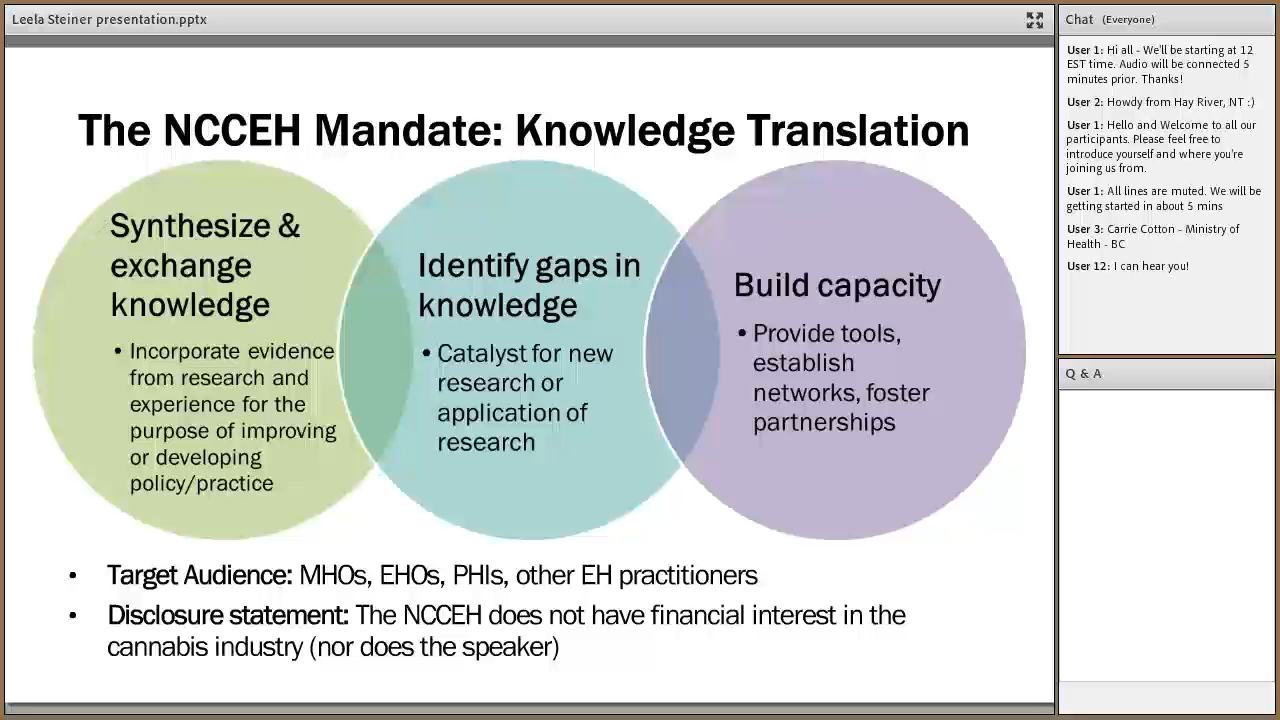 Leela Steiner presentation.pptx
The NCCEH Mandate: Knowledge Translation
Synthesize &
exchange
knowledge
• Incorporate evidence
from research and
experience for the
purpose of improving
or developing
policy/practice
Identify gaps in
knowledge
• Catalyst for new
research or
application of
research
Build capacity
• Provide tools,
establish
networks, foster
partnerships
• Target Audience: MHOs, EHOs, PHIs, other EH practitioners
• Disclosure statement: The NCCEH does not have financial interest in the
cannabis industry (nor does the speaker)
Chat (Everyone)
User 1: Hi all - We'll be starting at 12
EST time. Audio will be connected 5
minutes prior. Thanks!
User 2: Howdy from Hay River, NT :)
User 1: Hello and Welcome to all our
participants. Please feel free to
introduce yourself and where you're
joining us from.
User 1: All lines are muted. We will be
getting started in about 5 mins
User 3: Carrie Cotton - Ministry of
Health - BC
User 12: I can hear you!
Q & A